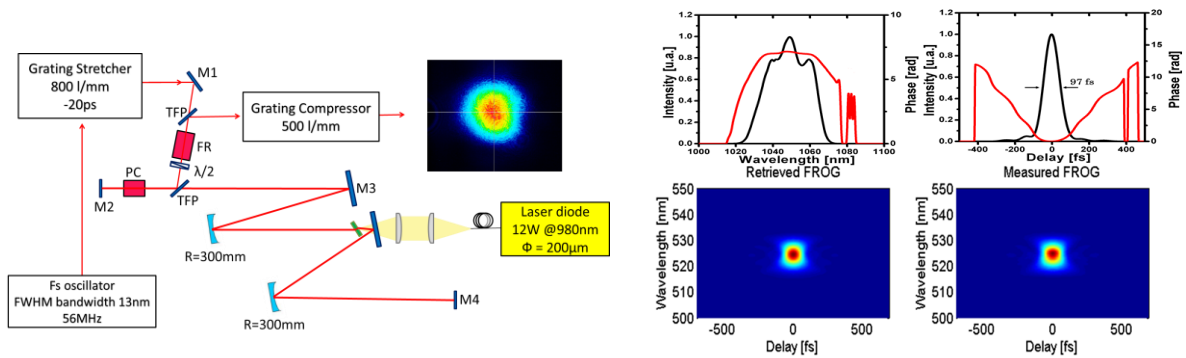 Grating Stretcher
800 l/mm
-20ps
M1
TFP
Grating Compressor
500 l/mm
FR
λ/2
PC
M2
TFP
M3
R=300mm
Laser diode
12W @980nm
Φ = 200μm
Fs oscillator
FWHM bandwidth 13nm
56MHz
R=300mm
M4
Intensity [u.a.]
1.2
1.0
0.8
0.6
0.4
0.2
0.0
1000 1020 1040 1060 1080 1100
Wavelength [nm]
10
8
6
4
2
0
Phase [rad]
Intensity [u.a.]
1.2
1.0
0.8
0.6
0.4
0.2
0.0
97 fs
-400 -200 0 200 400
Delay [fs]
20
15
10
5
0
Phase [rad]
Retrieved FROG
Wavelength [nm]
550
540
530
520
510
500
-500 0 500
Delay [fs]
Measured FROG
Wavelength [nm]
550
540
530
520
510
500
-500 0 500
Delay [fs]